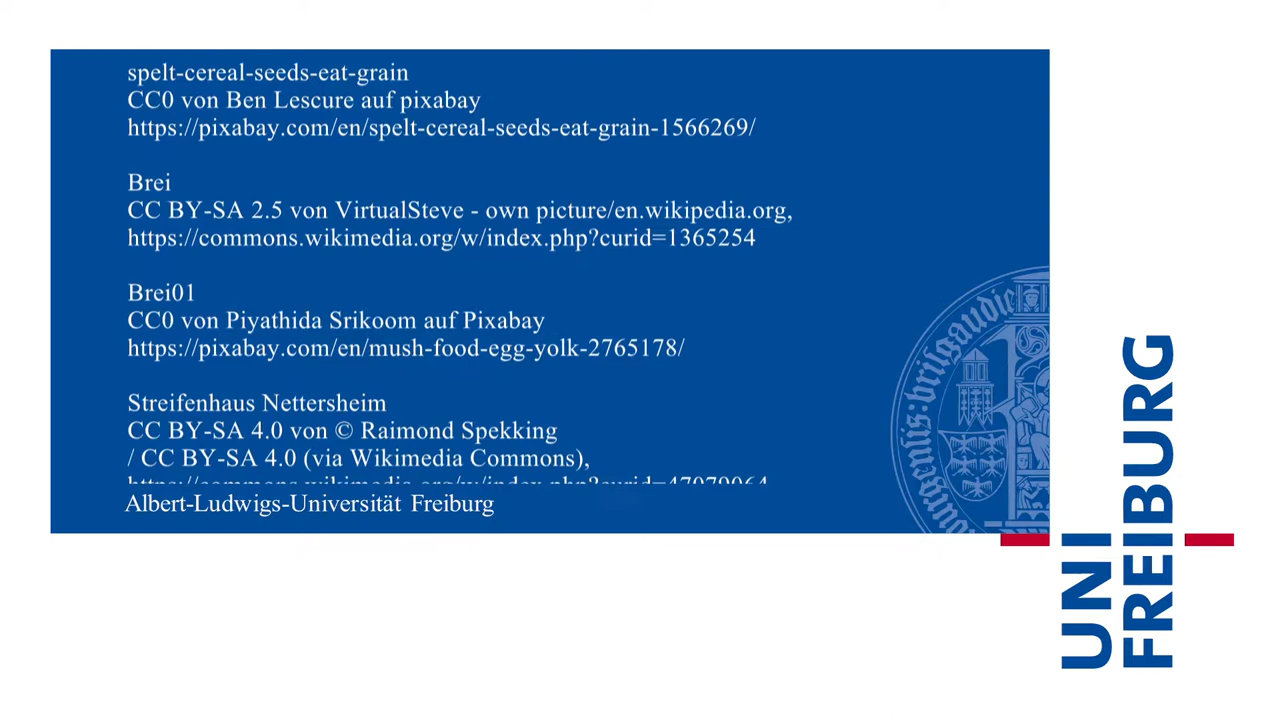 spelt-cereal-seeds-eat-grain
CC0 von Ben Lescure auf pixabay
https://pixabay.com/en/spelt-cereal-seeds-eat-grain-1566269/
Brei
CC BY-SA 2.5 von VirtualSteve - own picture/en.wikipedia.org,
https://commons.wikimedia.org/w/index.php?curid=1365254
Brei01
CC0 von Piyathida Srikoom auf Pixabay
https://pixabay.com/en/mush-food-egg-yolk-2765178/
Streifenhaus Nettersheim
CC BY-SA 4.0 von © Raimond Spekking
/ CC BY-SA 4.0 (via Wikimedia Commons),
Albert-Ludwigs-Universität Freiburg
UNI
FREIBURG